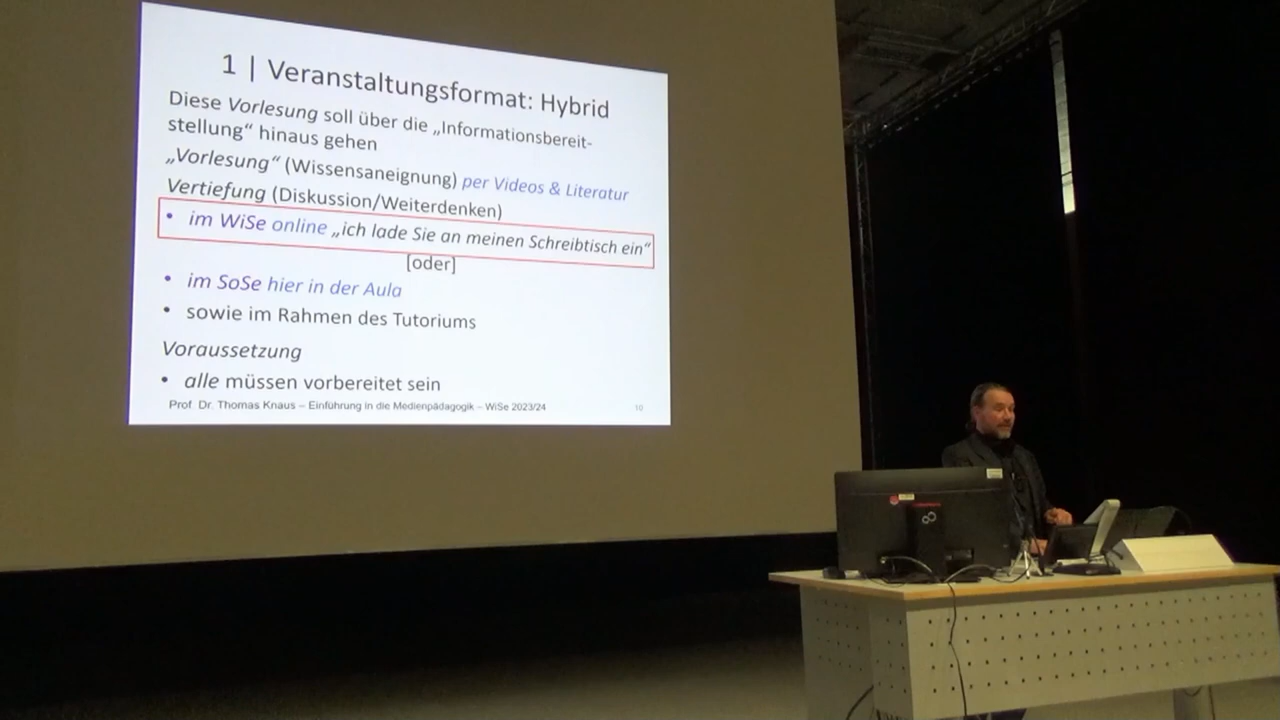 1 | Veranstaltungsformat: Hybrid
Diese Vorlesung soll über die „Informationsbereit-
stellung“ hinaus gehen
„Vorlesung“ (Wissensaneignung) per Videos & Literatur
Vertiefung (Diskussion/Weiterdenken)
• im WiSe online „ich lade Sie an meinen Schreibtisch ein“
[oder]
• im SoSe hier in der Aula
• sowie im Rahmen des Tutoriums
Voraussetzung
• alle müssen vorbereitet sein
Prof. Dr. Thomas Knaus – Einführung in die Medienpädagogik – WiSe 2023/24 10